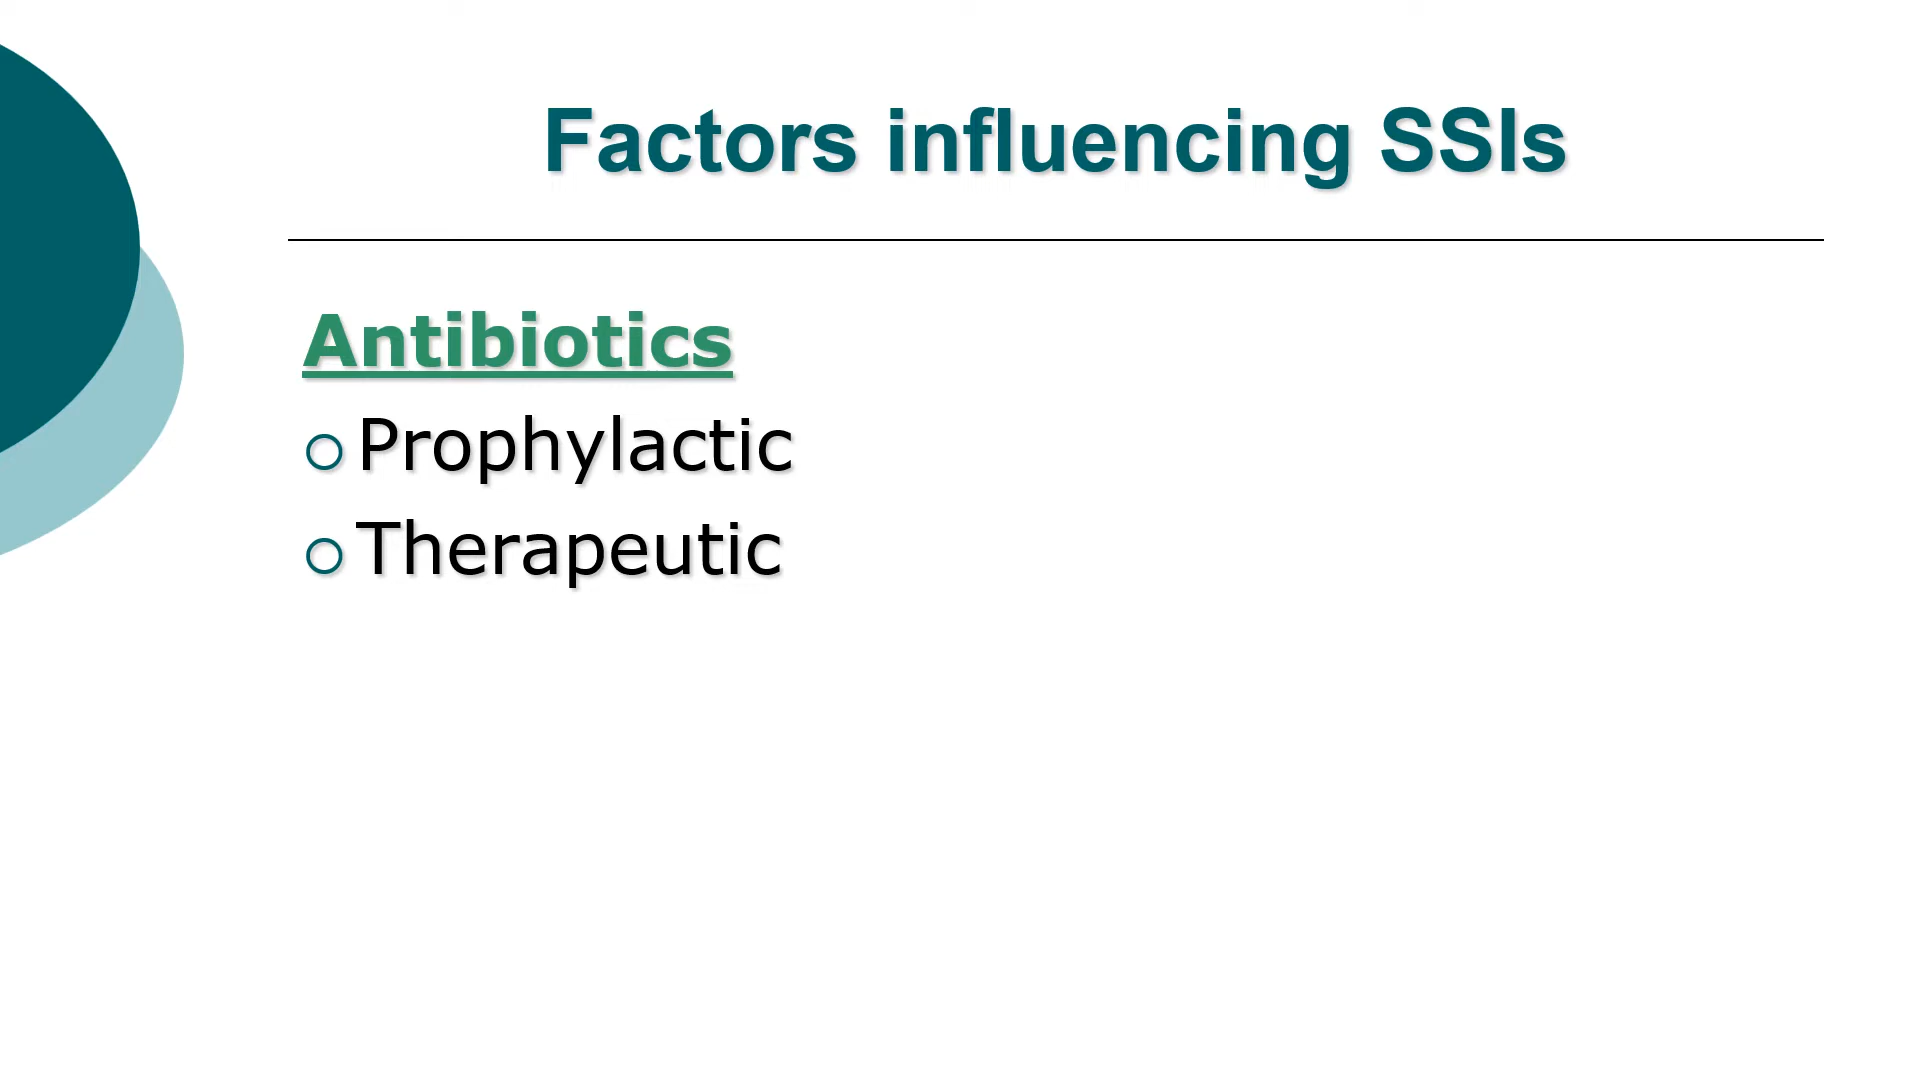 Factors influencing SSIs
Antibiotics
Prophylactic
Therapeutic